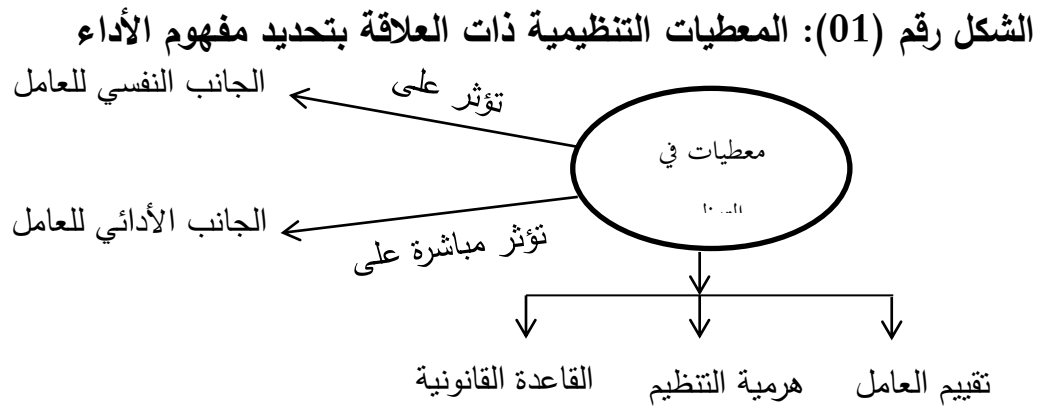 الشكل رقم (01): المعطيات التنظيمية ذات العلاقة بتحديد مفهوم الأداء
الجانب النفسي للعامل
تؤثر على
معطيات في
الجانب الأدائي للعامل
تؤثر مباشرة على
تقييم العامل
هرمية التنظيم
القاعدة القانونية